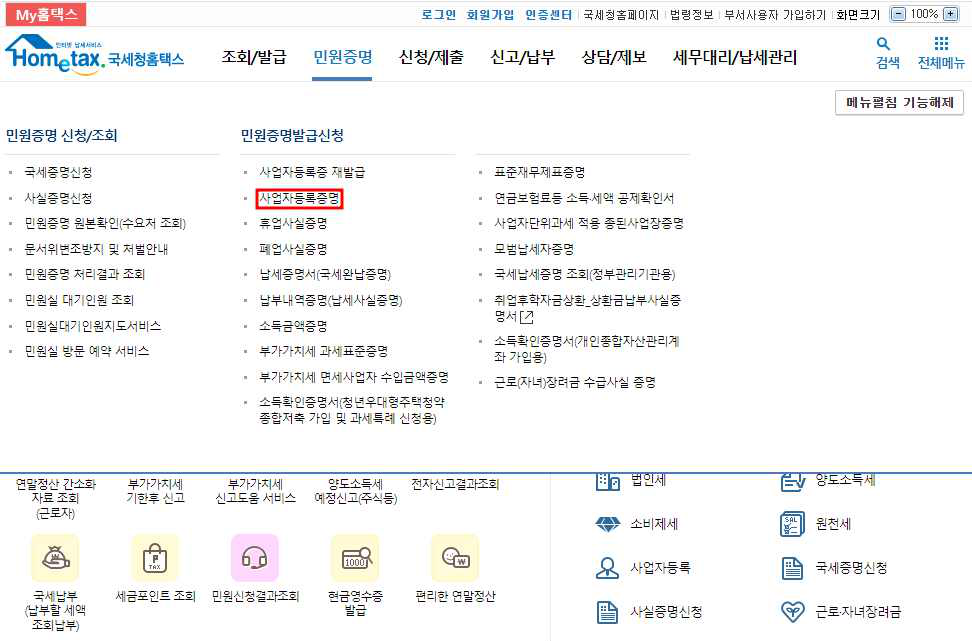 My홈택스
로그인 회원가입 인증센터 국세청홈페이지 법령정보 부서사용자 가입하기 화면크기 100%
인터넷 납세서비스
Hometax. 국세청홈택스
조회/발급 민원증명 신청/제출 신고/납부 상담/제보 세무대리/납세관리
검색 전체메뉴
메뉴펼침 기능해제
민원증명 신청/조회
국세증명신청
사실증명신청
민원증명 원본확인(수요처 조회)
문서위변조방지 및 처벌안내
민원증명 처리결과 조회
민원실 대기인원 조회
민원실대기인원지도서비스
민원실 방문 예약 서비스
민원증명발급신청
사업자등록증 재발급
사업자등록증명
휴업사실증명
폐업사실증명
납세증명서(국세완납증명)
납부내역증명(납세사실증명)
소득금액증명
부가가치세 과세표준증명
부가가치세 면세사업자 수입금액증명
소득확인증명서(청년우대형주택청약
종합저축 가입 및 과세특례 신청용)
표준재무제표증명
연금보험료등 소득·세액 공제확인서
사업자단위과세 적용 종된사업장증명
모범납세자증명
국세납세증명 조회(정부관리기관용)
취업후학자금상환_상환금납부사실증
명서
소득확인증명서(개인종합자산관리계
좌 가입용)
근로(자녀)장려금 수급사실 증명
연말정산 간소화
자료 조회
(근로자)
부가가치세
기한후 신고
부가가치세
신고도움 서비스
양도소득세
예정신고(주식등)
전자신고결과조회
국세납부
(납부할 세액
조회납부)
TAX
세금포인트 조회
민원신청결과조회
1000
현금영수증
발급
W
편리한 연말정산
법인세
양도소득세
소비제세
SAL
원천세
사업자등록
국세증명신청
사실증명신청
근로·자녀장려금